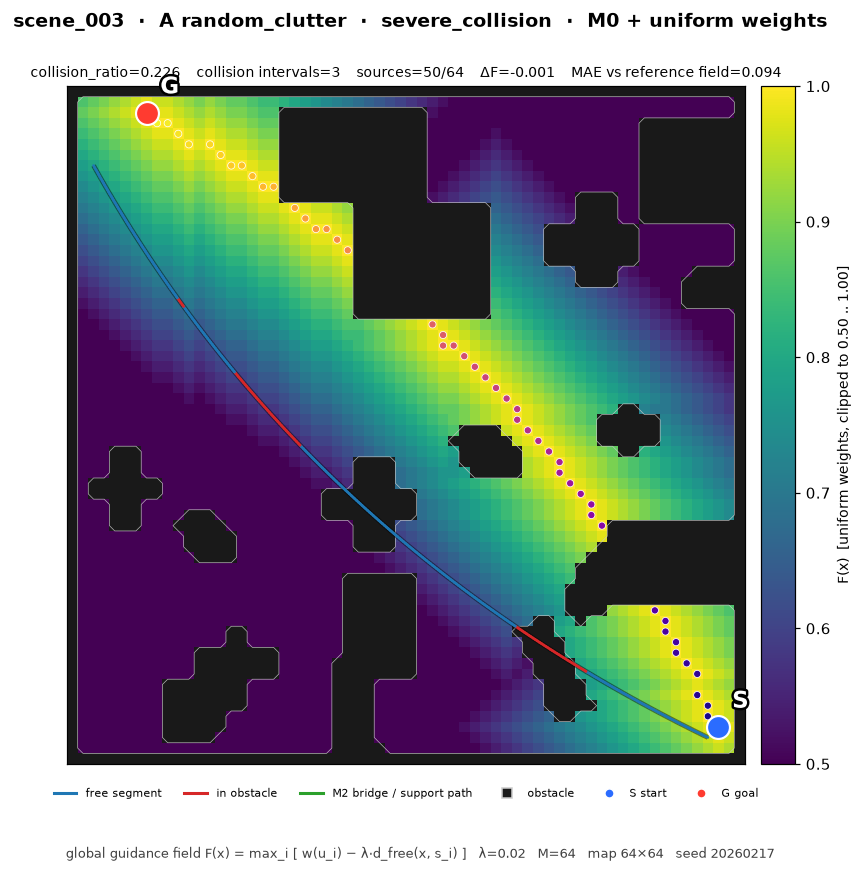 scene_003 · A random_clutter · severe_collision · M0 + uniform weights
collision_ratio=0.226 collision intervals=3 sources=50/64 ΔF=-0.001 MAE vs reference field=0.094
G
S
1.0
0.9
0.8
0.7
0.6
0.5
F(x) [uniform weights, clipped to 0.50 .. 1.00]
free segment
in obstacle
M2 bridge / support path
obstacle
S start
G goal
global guidance field F(x) = max_i [ w(u_i) − λ·d_free(x, s_i) ] λ=0.02 M=64 map 64×64 seed 20260217